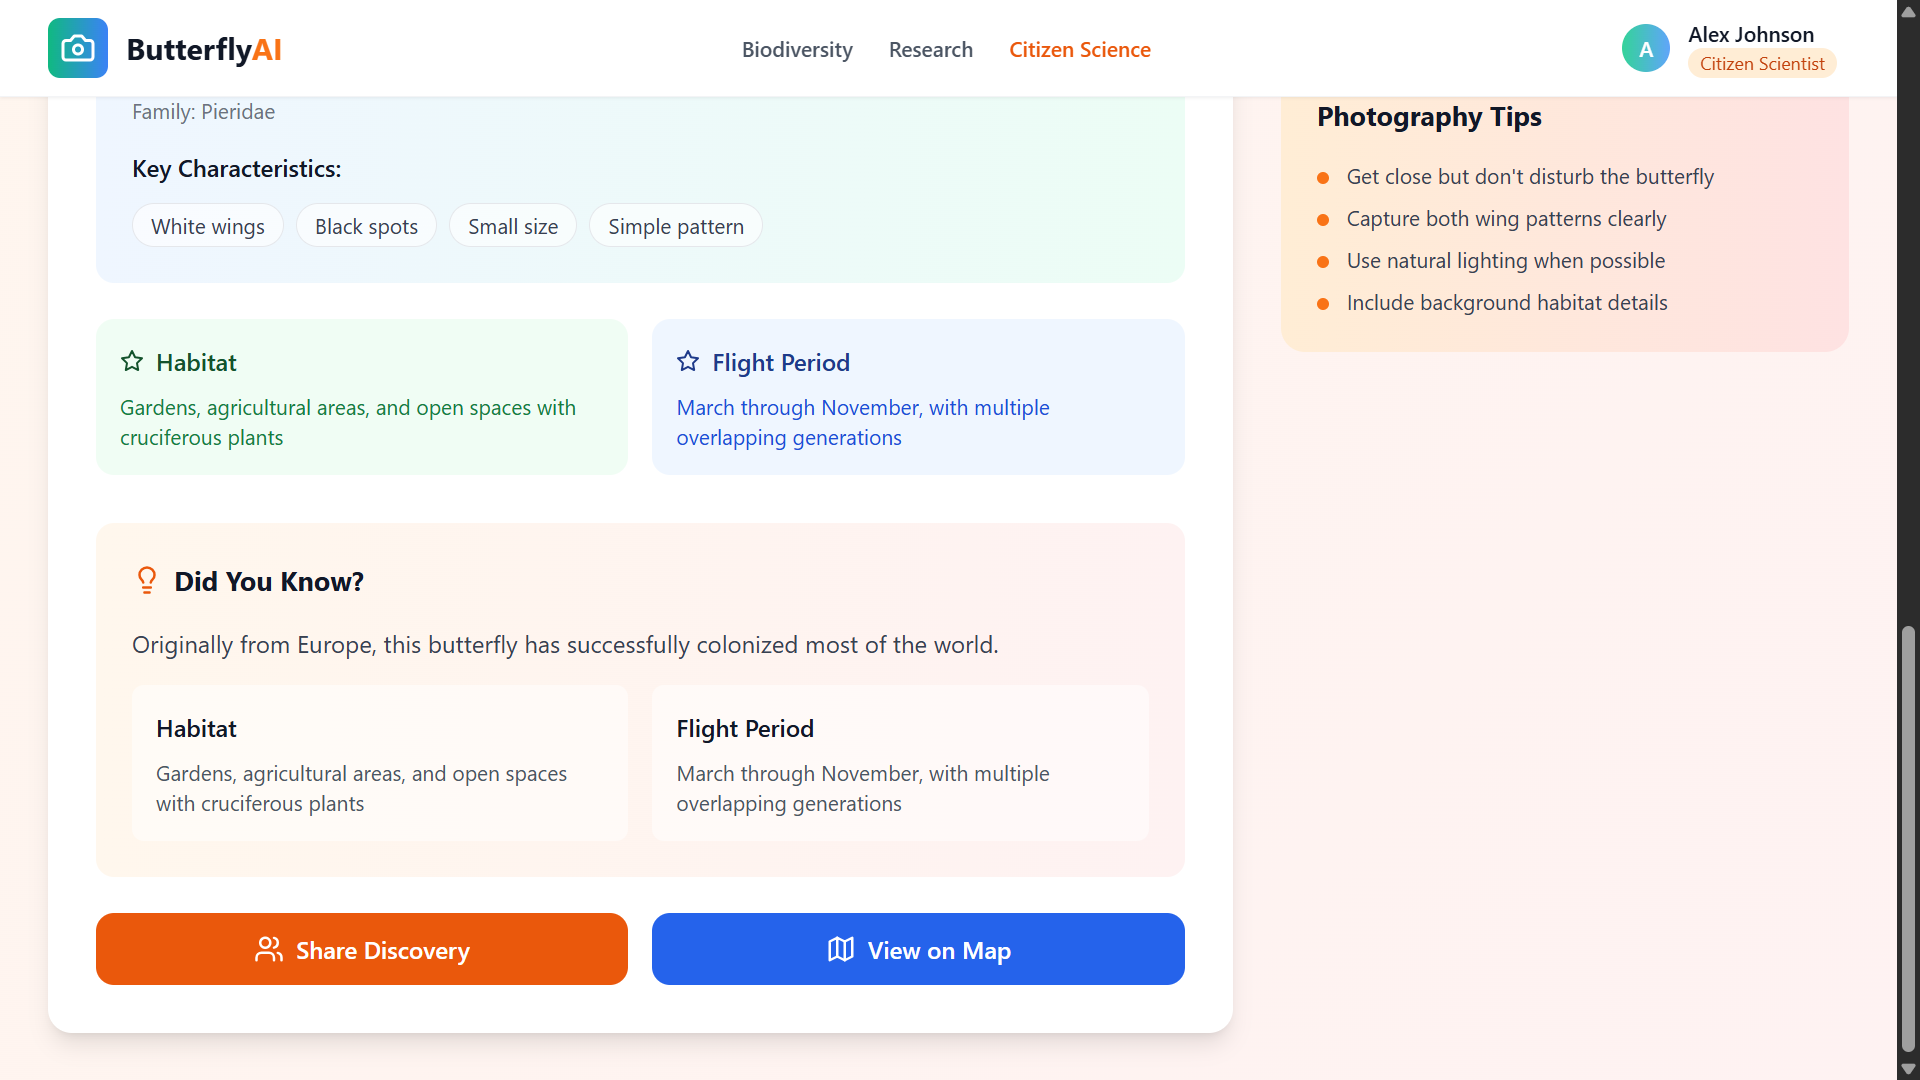 ButterflyAI
Biodiversity
Research
Citizen Science
A
Alex Johnson
Citizen Scientist
Family: Pieridae
Key Characteristics:
White wings
Black spots
Small size
Simple pattern
Habitat
Gardens, agricultural areas, and open spaces with
cruciferous plants
Flight Period
March through November, with multiple
overlapping generations
Did You Know?
Originally from Europe, this butterfly has successfully colonized most of the world.
Habitat
Gardens, agricultural areas, and open spaces
with cruciferous plants
Flight Period
March through November, with multiple
overlapping generations
Share Discovery
View on Map
Photography Tips
Get close but don't disturb the butterfly
Capture both wing patterns clearly
Use natural lighting when possible
Include background habitat details